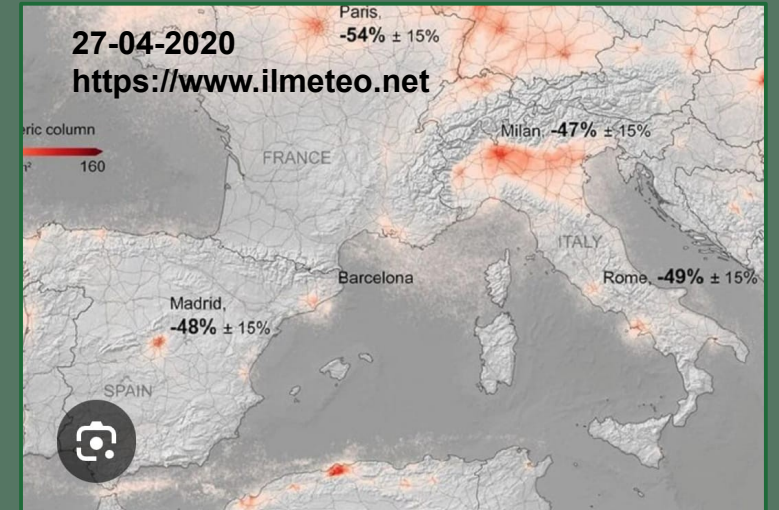 Paris,
-54% ± 15%
27-04-2020
https://www.ilmeteo.net
eric column
160
Milan, -47% ± 15%
FRANCE
ITALY
Barcelona
Rome, -49% ± 15%
Madrid,
-48% ± 15%
SPAIN